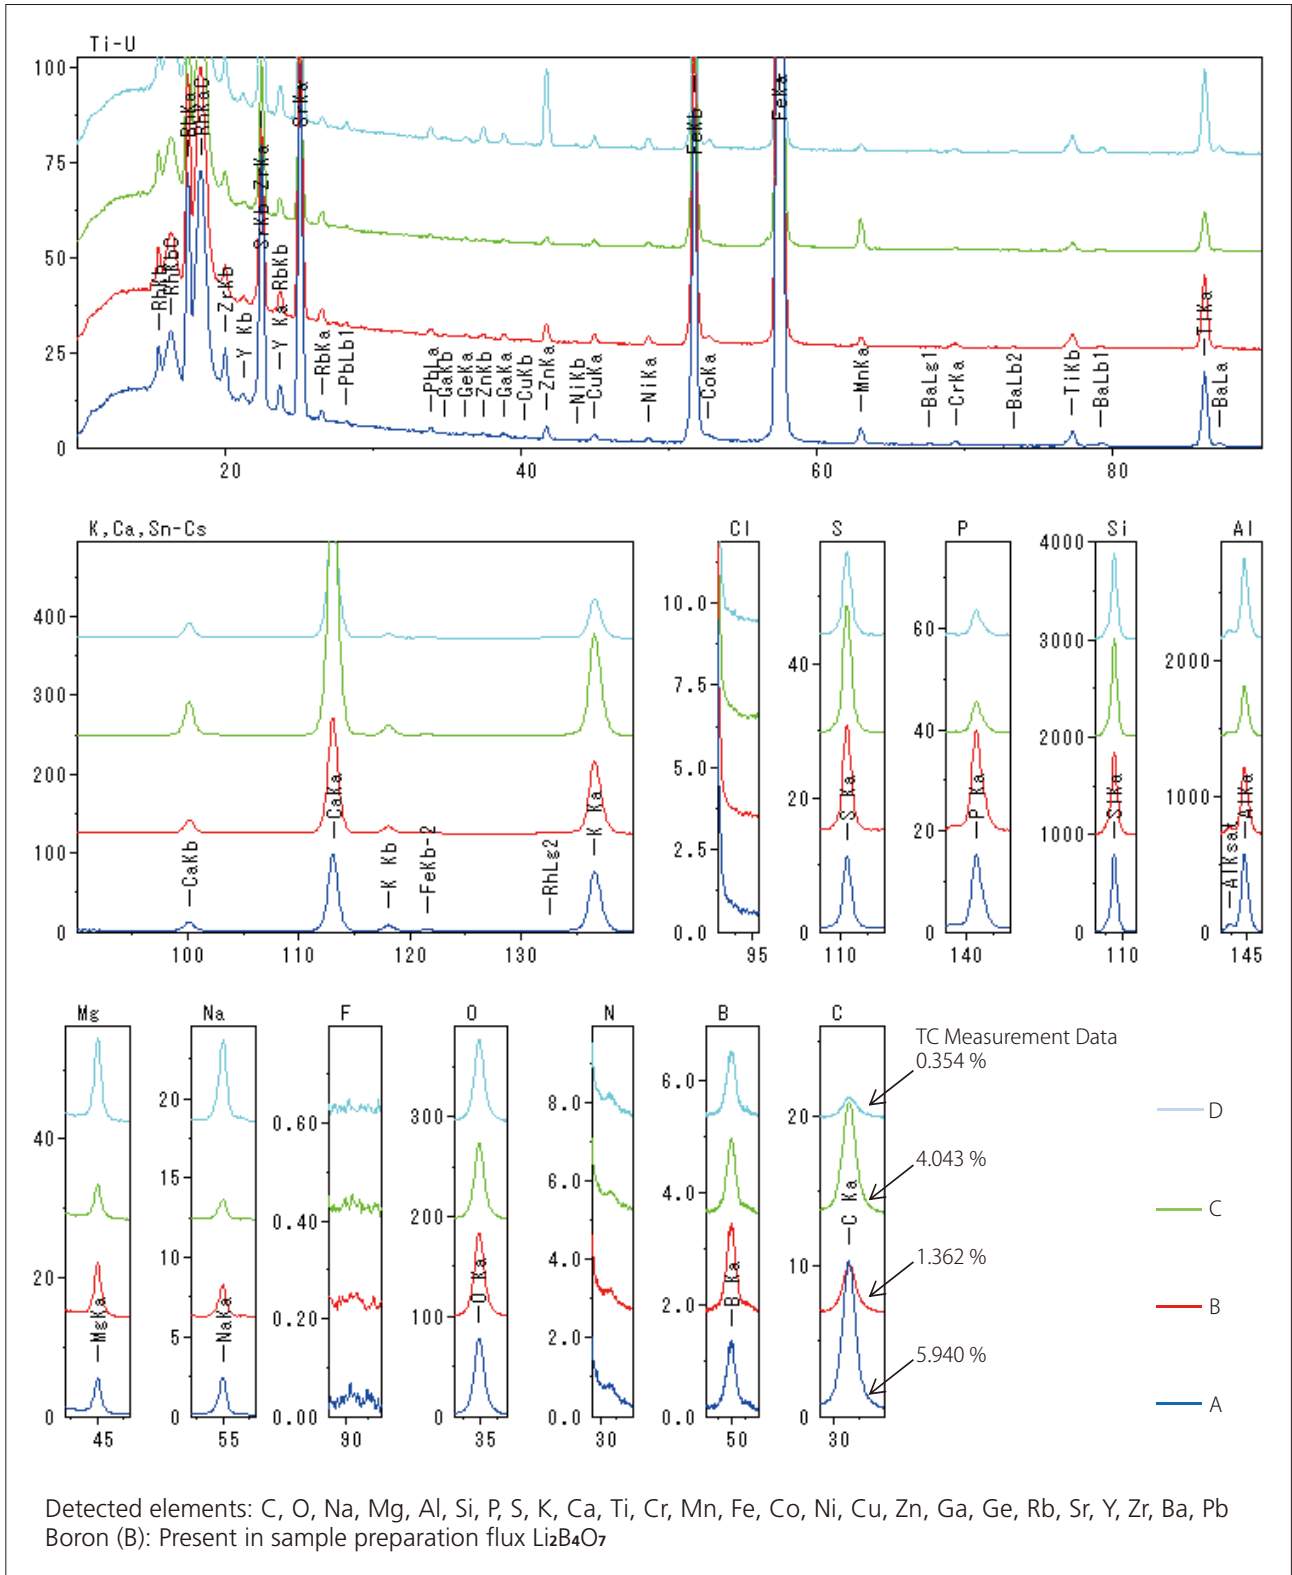 Ti-U
100
75
50
25
0
RhKb
RhKbC
RhKa
RhKaC
ZrKb
Y Kb
SrKb ZrKa
Y Ka RbKb
SrKa
RbKa
PbLb1
PbLa
GaKb
GeKa
ZnKb
GaKa
CuKb
ZnKa
NiKb
CuKa
NiKa
FeKb
CoKa
FeKa
MnKa
BaLg1
CrKa
BaLb2
TiKb
BaLb1
TiKa
BaLa
20
40
60
80
K,Ca,Sn-Cs
400
300
200
100
0
CaKb
CaKa
K Kb
FeKb-2
RhLg2
K Ka
100
110
120
130
Cl
10.0
7.5
5.0
2.5
0.0
95
S
40
20
0
S Ka
110
P
60
40
20
0
P Ka
140
Si
4000
3000
2000
1000
0
SiKa
110
Al
2000
1000
0
AlKsat
AlKa
145
Mg
40
20
0
MgKa
45
Na
20
15
10
5
0
NaKa
55
F
0.60
0.40
0.20
0.00
90
O
300
200
100
0
O Ka
35
N
8.0
6.0
4.0
2.0
0.0
30
B
6.0
4.0
2.0
0.0
B Ka
50
C
20
10
0
C Ka
30
TC Measurement Data
0.354 %
4.043 %
1.362 %
5.940 %
D
C
B
A
Detected elements: C, O, Na, Mg, Al, Si, P, S, K, Ca, Ti, Cr, Mn, Fe, Co, Ni, Cu, Zn, Ga, Ge, Rb, Sr, Y, Zr, Ba, Pb
Boron (B): Present in sample preparation flux Li₂B₄O₇